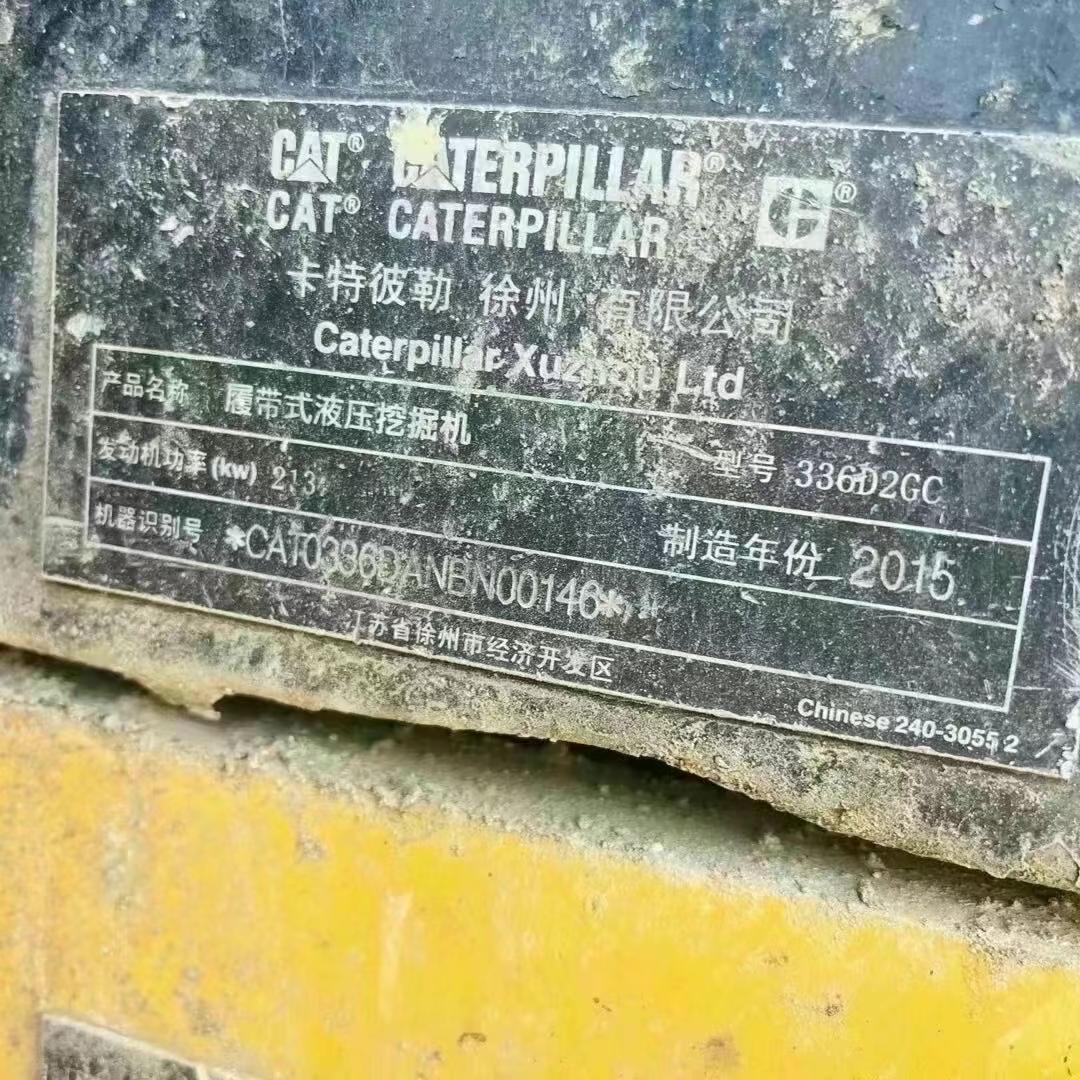 CAT® CATERPILLAR®
CAT® CATERPILLAR
卡特彼勒 徐州 有限公司
Caterpillar Xuzhou Ltd
产品名称 履带式液压挖掘机 型号 336D2GC
发动机功率(kw) 213 制造年份 2015
机器识别号 *CAT0336DANBN00146*
江苏省徐州市经济开发区
Chinese 240-3055 2